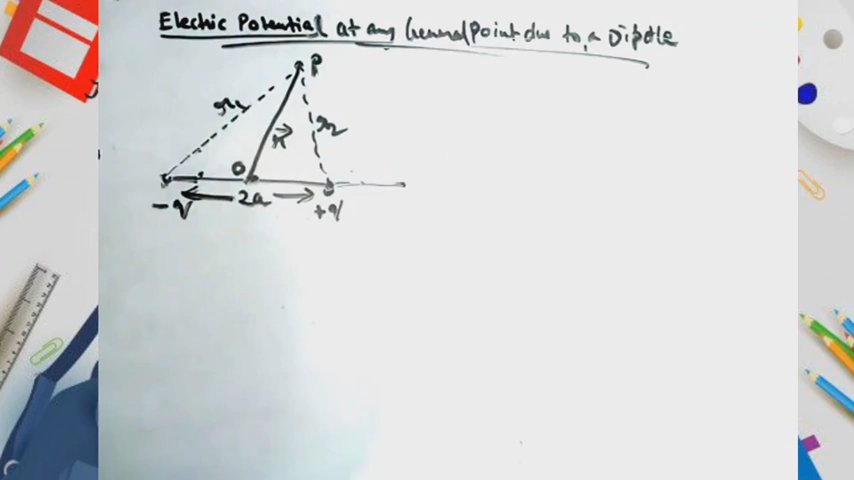 Electric Potential at any General Point due to a Dipole
P
r₁
r₂
r
O
-q
2a
+q